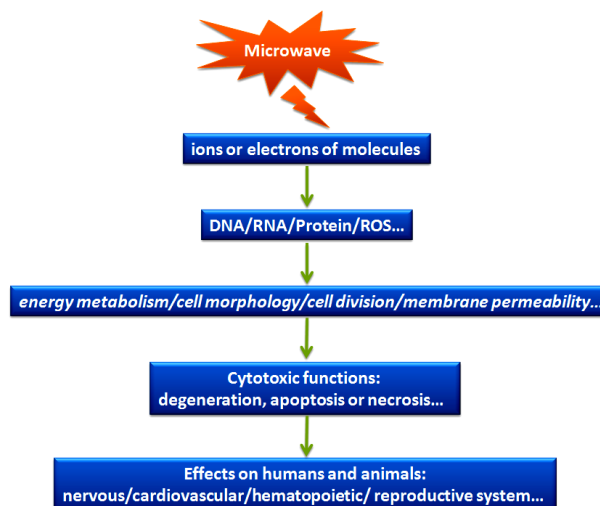 Microwave
ions or electrons of molecules
DNA/RNA/Protein/ROS...
energy metabolism/cell morphology/cell division/membrane permeability...
Cytotoxic functions:
degeneration, apoptosis or necrosis...
Effects on humans and animals:
nervous/cardiovascular/hematopoietic/ reproductive system...